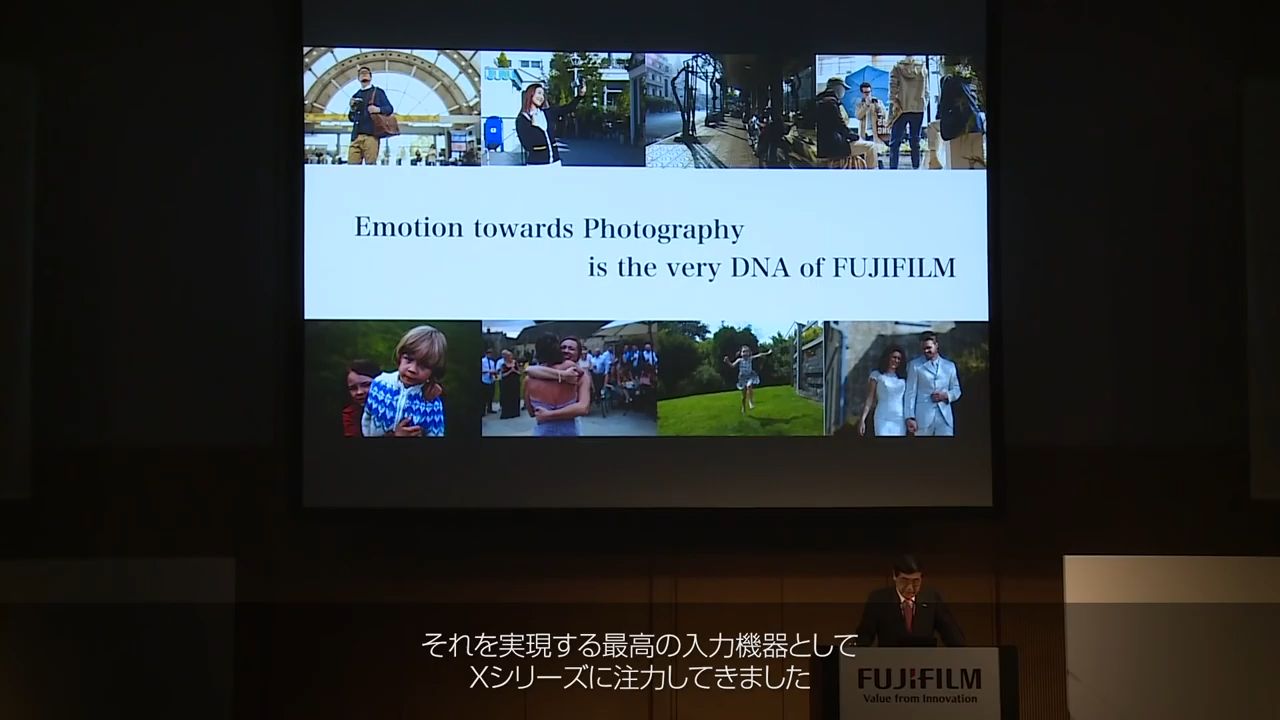 Emotion towards Photography
is the very DNA of FUJIFILM
それを実現する最高の入力機器として
Xシリーズに注力してきました
FUJIFILM
Value from Innovation